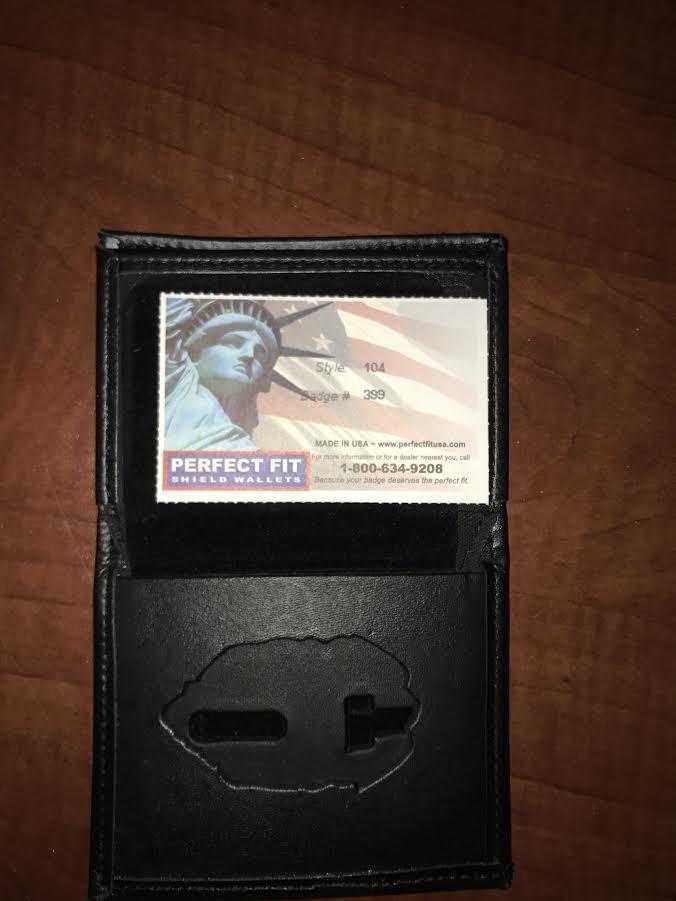 Style: 104
Badge # 399
MADE IN USA ~ www.perfectfitusa.com
For more information or for a dealer nearest you, call
1-800-634-9208
Because your badge deserves the perfect fit.
PERFECT FIT
SHIELD WALLETS